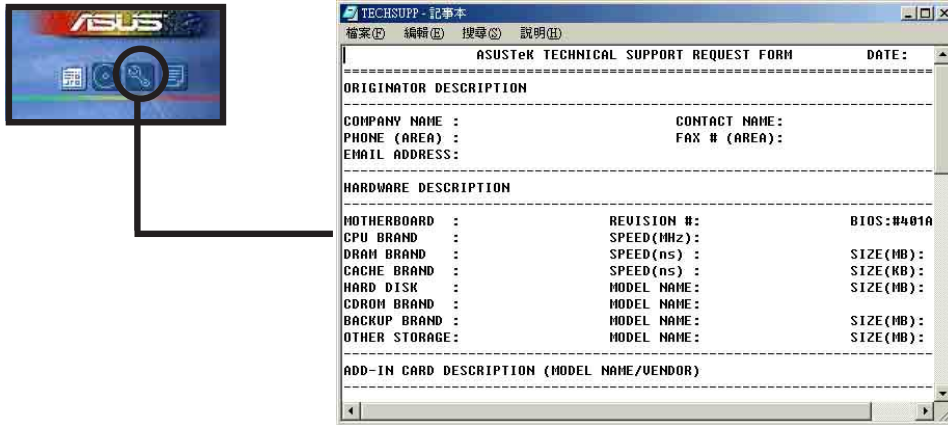 ASUS
TECHSUPP - 記事本
檔案(F) 編輯(E) 搜尋(S) 說明(H)
ASUSTeK TECHNICAL SUPPORT REQUEST FORM DATE:
ORIGINATOR DESCRIPTION
COMPANY NAME : CONTACT NAME:
PHONE (AREA) : FAX # (AREA):
EMAIL ADDRESS:
HARDWARE DESCRIPTION
MOTHERBOARD : REVISION #: BIOS:#401A
CPU BRAND : SPEED(MHz):
DRAM BRAND : SPEED(ns) : SIZE(MB):
CACHE BRAND : SPEED(ns) : SIZE(KB):
HARD DISK : MODEL NAME: SIZE(MB):
CDROM BRAND : MODEL NAME:
BACKUP BRAND : MODEL NAME: SIZE(MB):
OTHER STORAGE: MODEL NAME: SIZE(MB):
ADD-IN CARD DESCRIPTION (MODEL NAME/VENDOR)